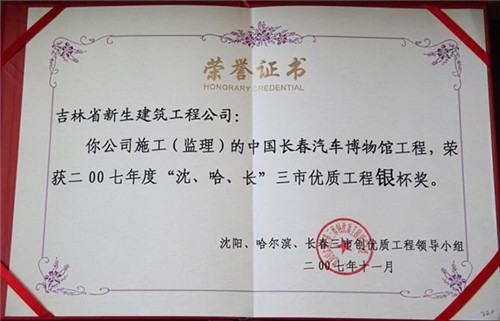 荣誉证书
HONORARY CREDENTIAL
吉林省新生建筑工程公司：
你公司施工（监理）的中国长春汽车博物馆工程，荣
获二00七年度“沈、哈、长”三市优质工程银杯奖。
沈阳、哈尔滨、长春三市创优质工程领导小组
二00七年十一月